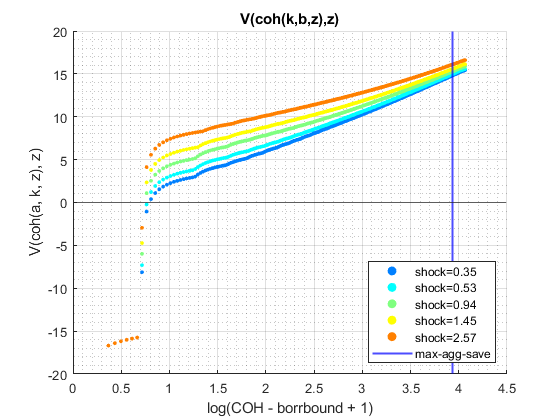 V(coh(k,b,z),z)
20
15
10
5
0
-5
-10
-15
-20
V(coh(a, k, z), z)
0
0.5
1
1.5
2
2.5
3
3.5
4
4.5
log(COH - borrbound + 1)
shock=0.35
shock=0.53
shock=0.94
shock=1.45
shock=2.57
max-agg-save